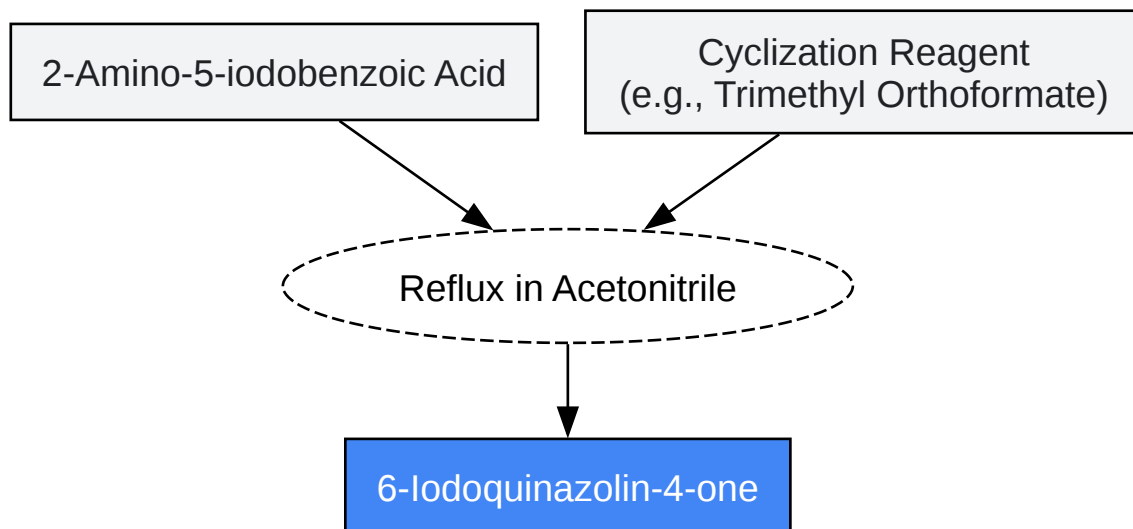 2-Amino-5-iodobenzoic Acid
Cyclization Reagent
(e.g., Trimethyl Orthoformate)
Reflux in Acetonitrile
6-Iodoquinazolin-4-one